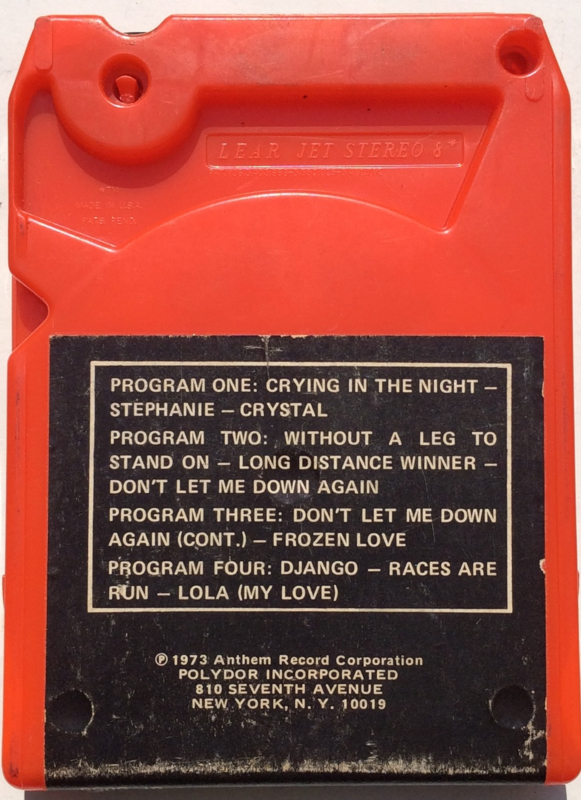 LEAR JET STEREO 8
MADE IN U.S.A.
PATS PEND.
PROGRAM ONE: CRYING IN THE NIGHT –
STEPHANIE – CRYSTAL
PROGRAM TWO: WITHOUT A LEG TO
STAND ON – LONG DISTANCE WINNER –
DON'T LET ME DOWN AGAIN
PROGRAM THREE: DON'T LET ME DOWN
AGAIN (CONT.) – FROZEN LOVE
PROGRAM FOUR: DJANGO – RACES ARE
RUN – LOLA (MY LOVE)
℗ 1973 Anthem Record Corporation
POLYDOR INCORPORATED
810 SEVENTH AVENUE
NEW YORK, N. Y. 10019